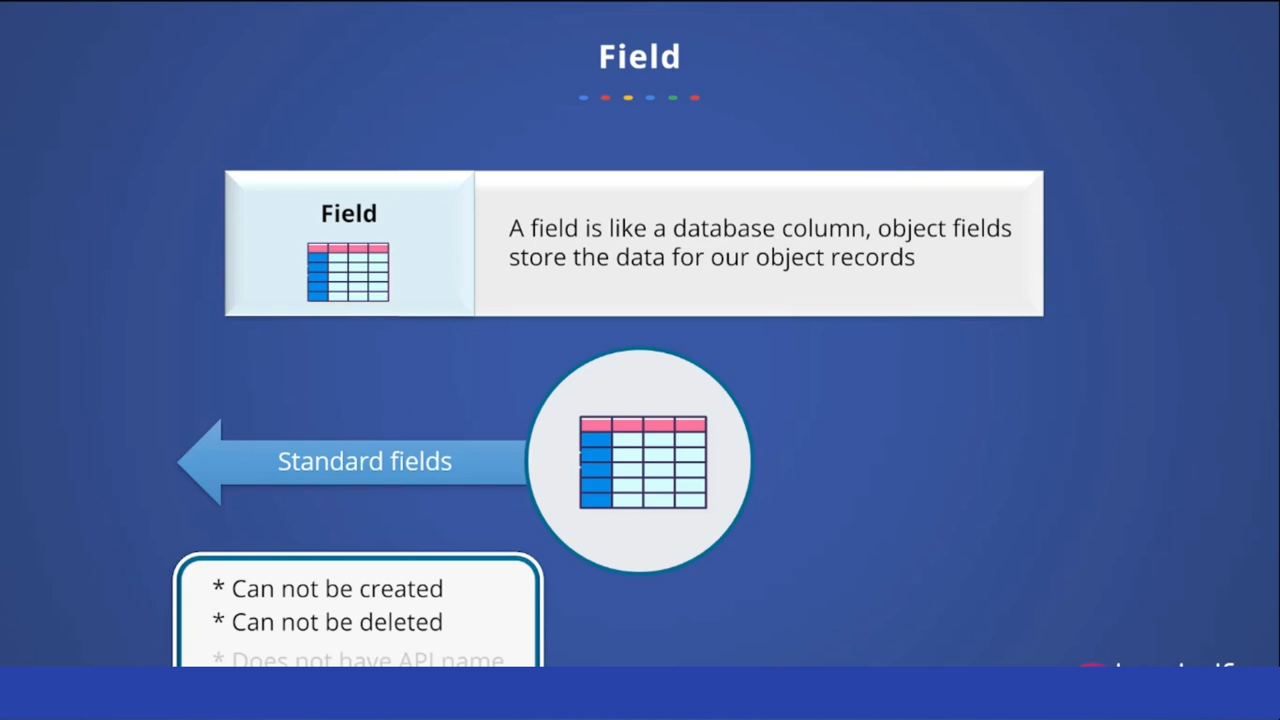 Field
Field
A field is like a database column, object fields
store the data for our object records
Standard fields
* Can not be created
* Can not be deleted
* Does not have API name